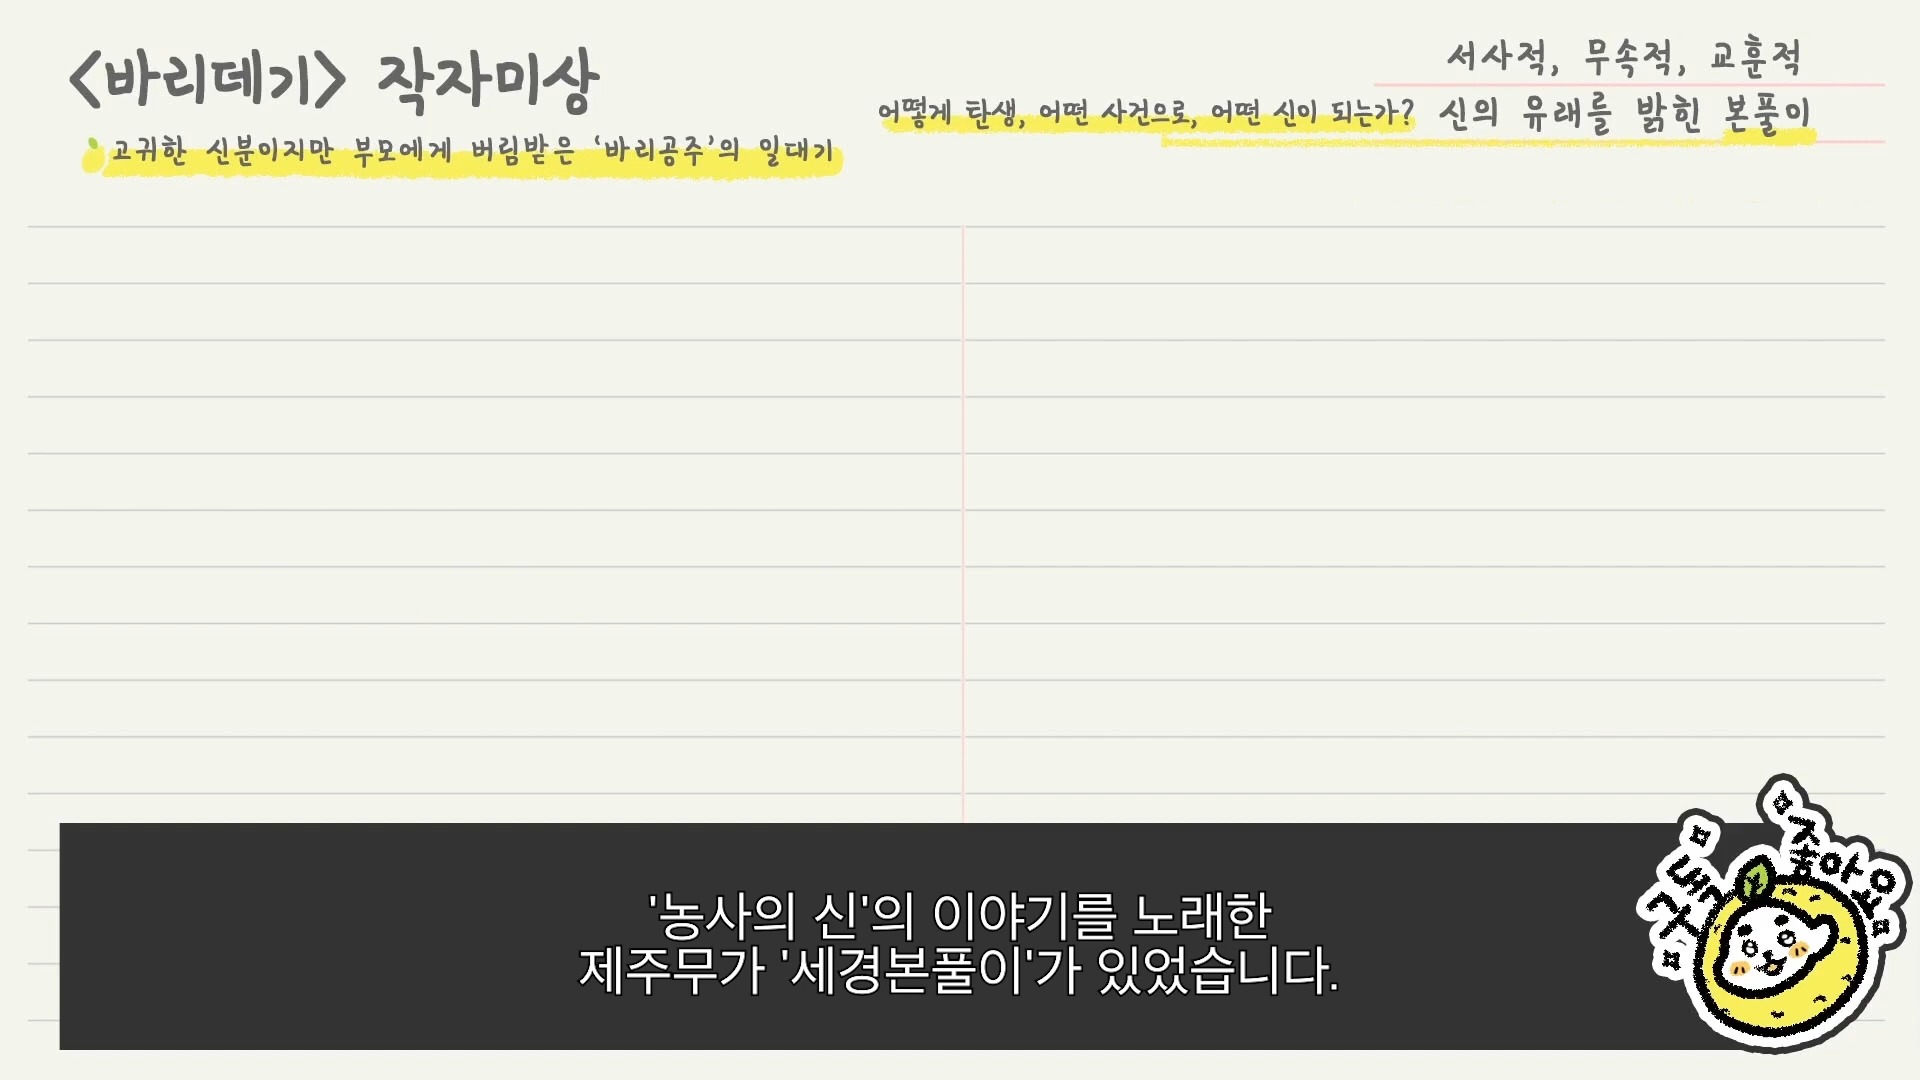 <바리데기> 작자미상
고귀한 신분이지만 부모에게 버림받은 ‘바리공주’의 일대기
서사적, 무속적, 교훈적
어떻게 탄생, 어떤 사건으로, 어떤 신이 되는가? 신의 유래를 밝힌 본풀이
'농사의 신'의 이야기를 노래한
제주무가 '세경본풀이'가 있었습니다.
구독
좋아요